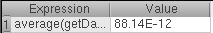 Expression Value
1 average(getDa... 88.14E-12